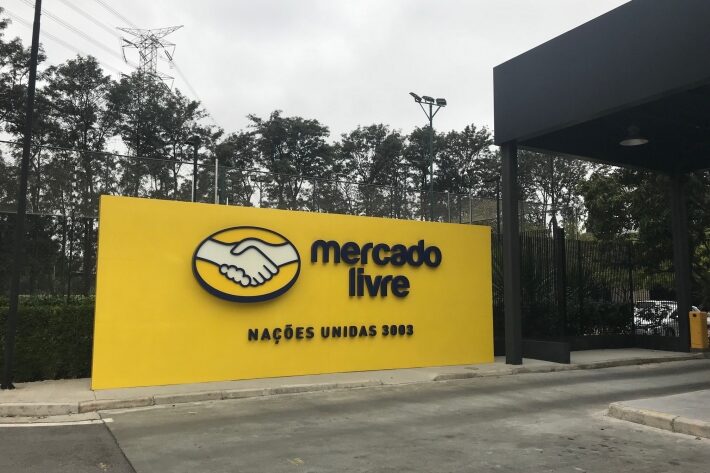 mercado
livre
NAÇÕES UNIDAS 3003